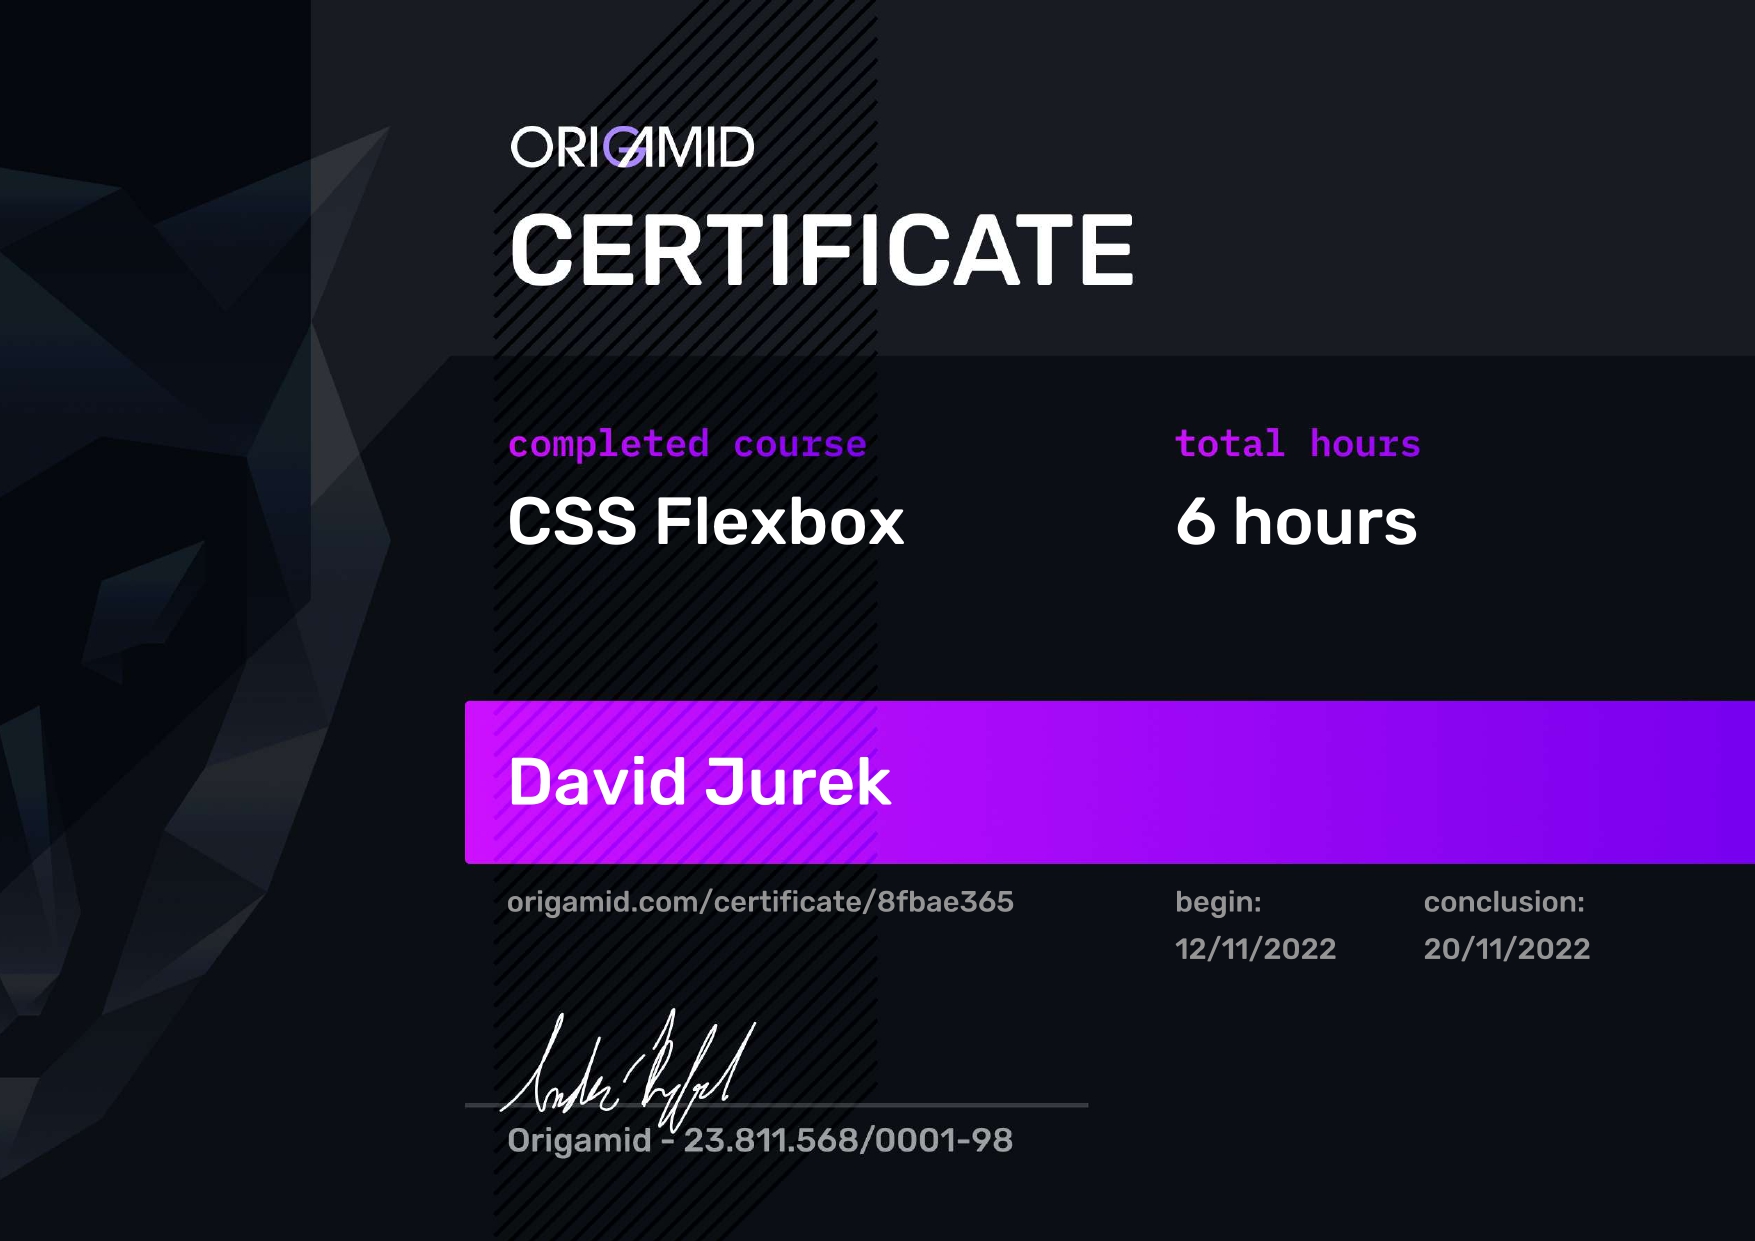 ORIGAMID
CERTIFICATE
completed course
CSS Flexbox
total hours
6 hours
David Jurek
origamid.com/certificate/8fbae365
begin:
12/11/2022
conclusion:
20/11/2022
Origamid - 23.811.568/0001-98